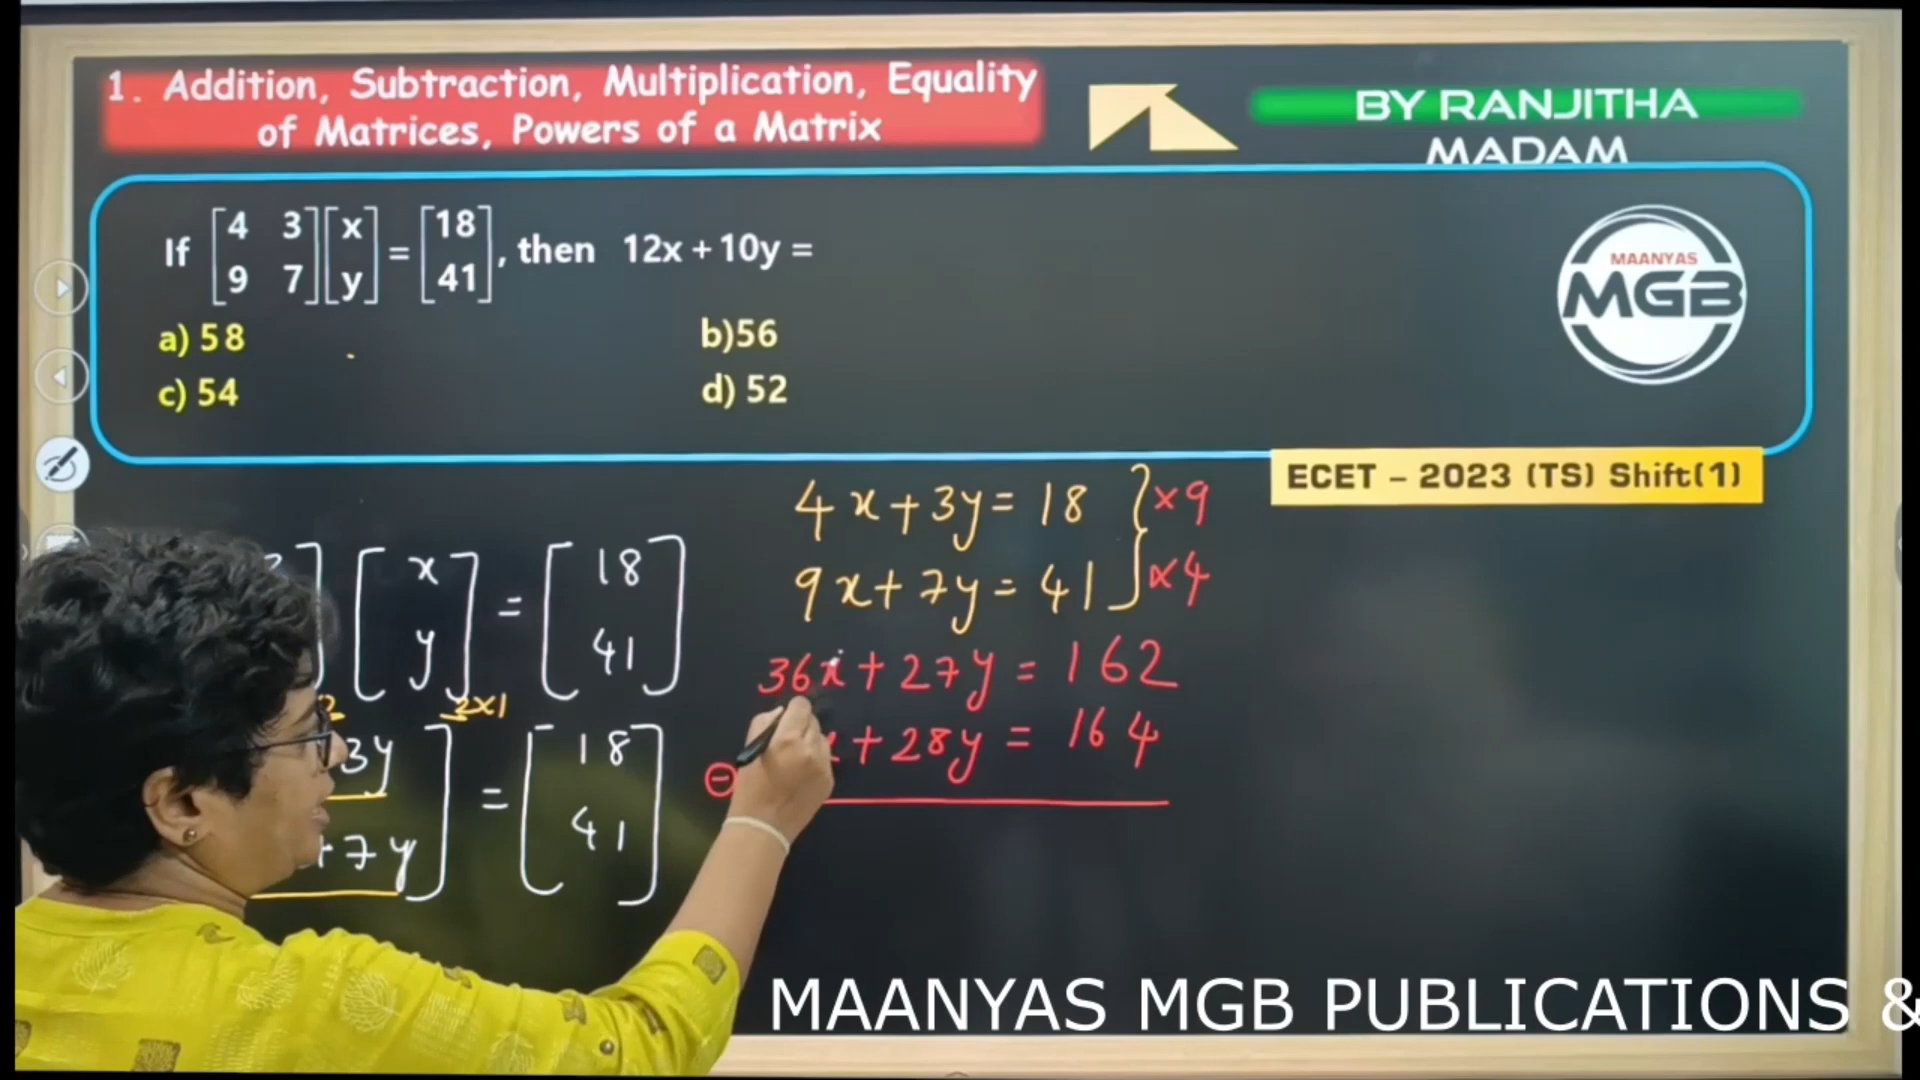 1. Addition, Subtraction, Multiplication, Equality
of Matrices, Powers of a Matrix
BY RANJITHA
MADAM
If [4 3 9 7] [x y] = [18 41], then 12x + 10y =
a) 58
b)56
c) 54
d) 52
MAANYAS
MGB
ECET – 2023 (TS) Shift(1)
4x + 3y = 18 } ×9
9x + 7y = 41 } ×4
36x + 27y = 162
x + 28y = 164
⊖
[x y] = [18 41]
2×1
3y
+7y
] = [18 41]
MAANYAS MGB PUBLICATIONS &